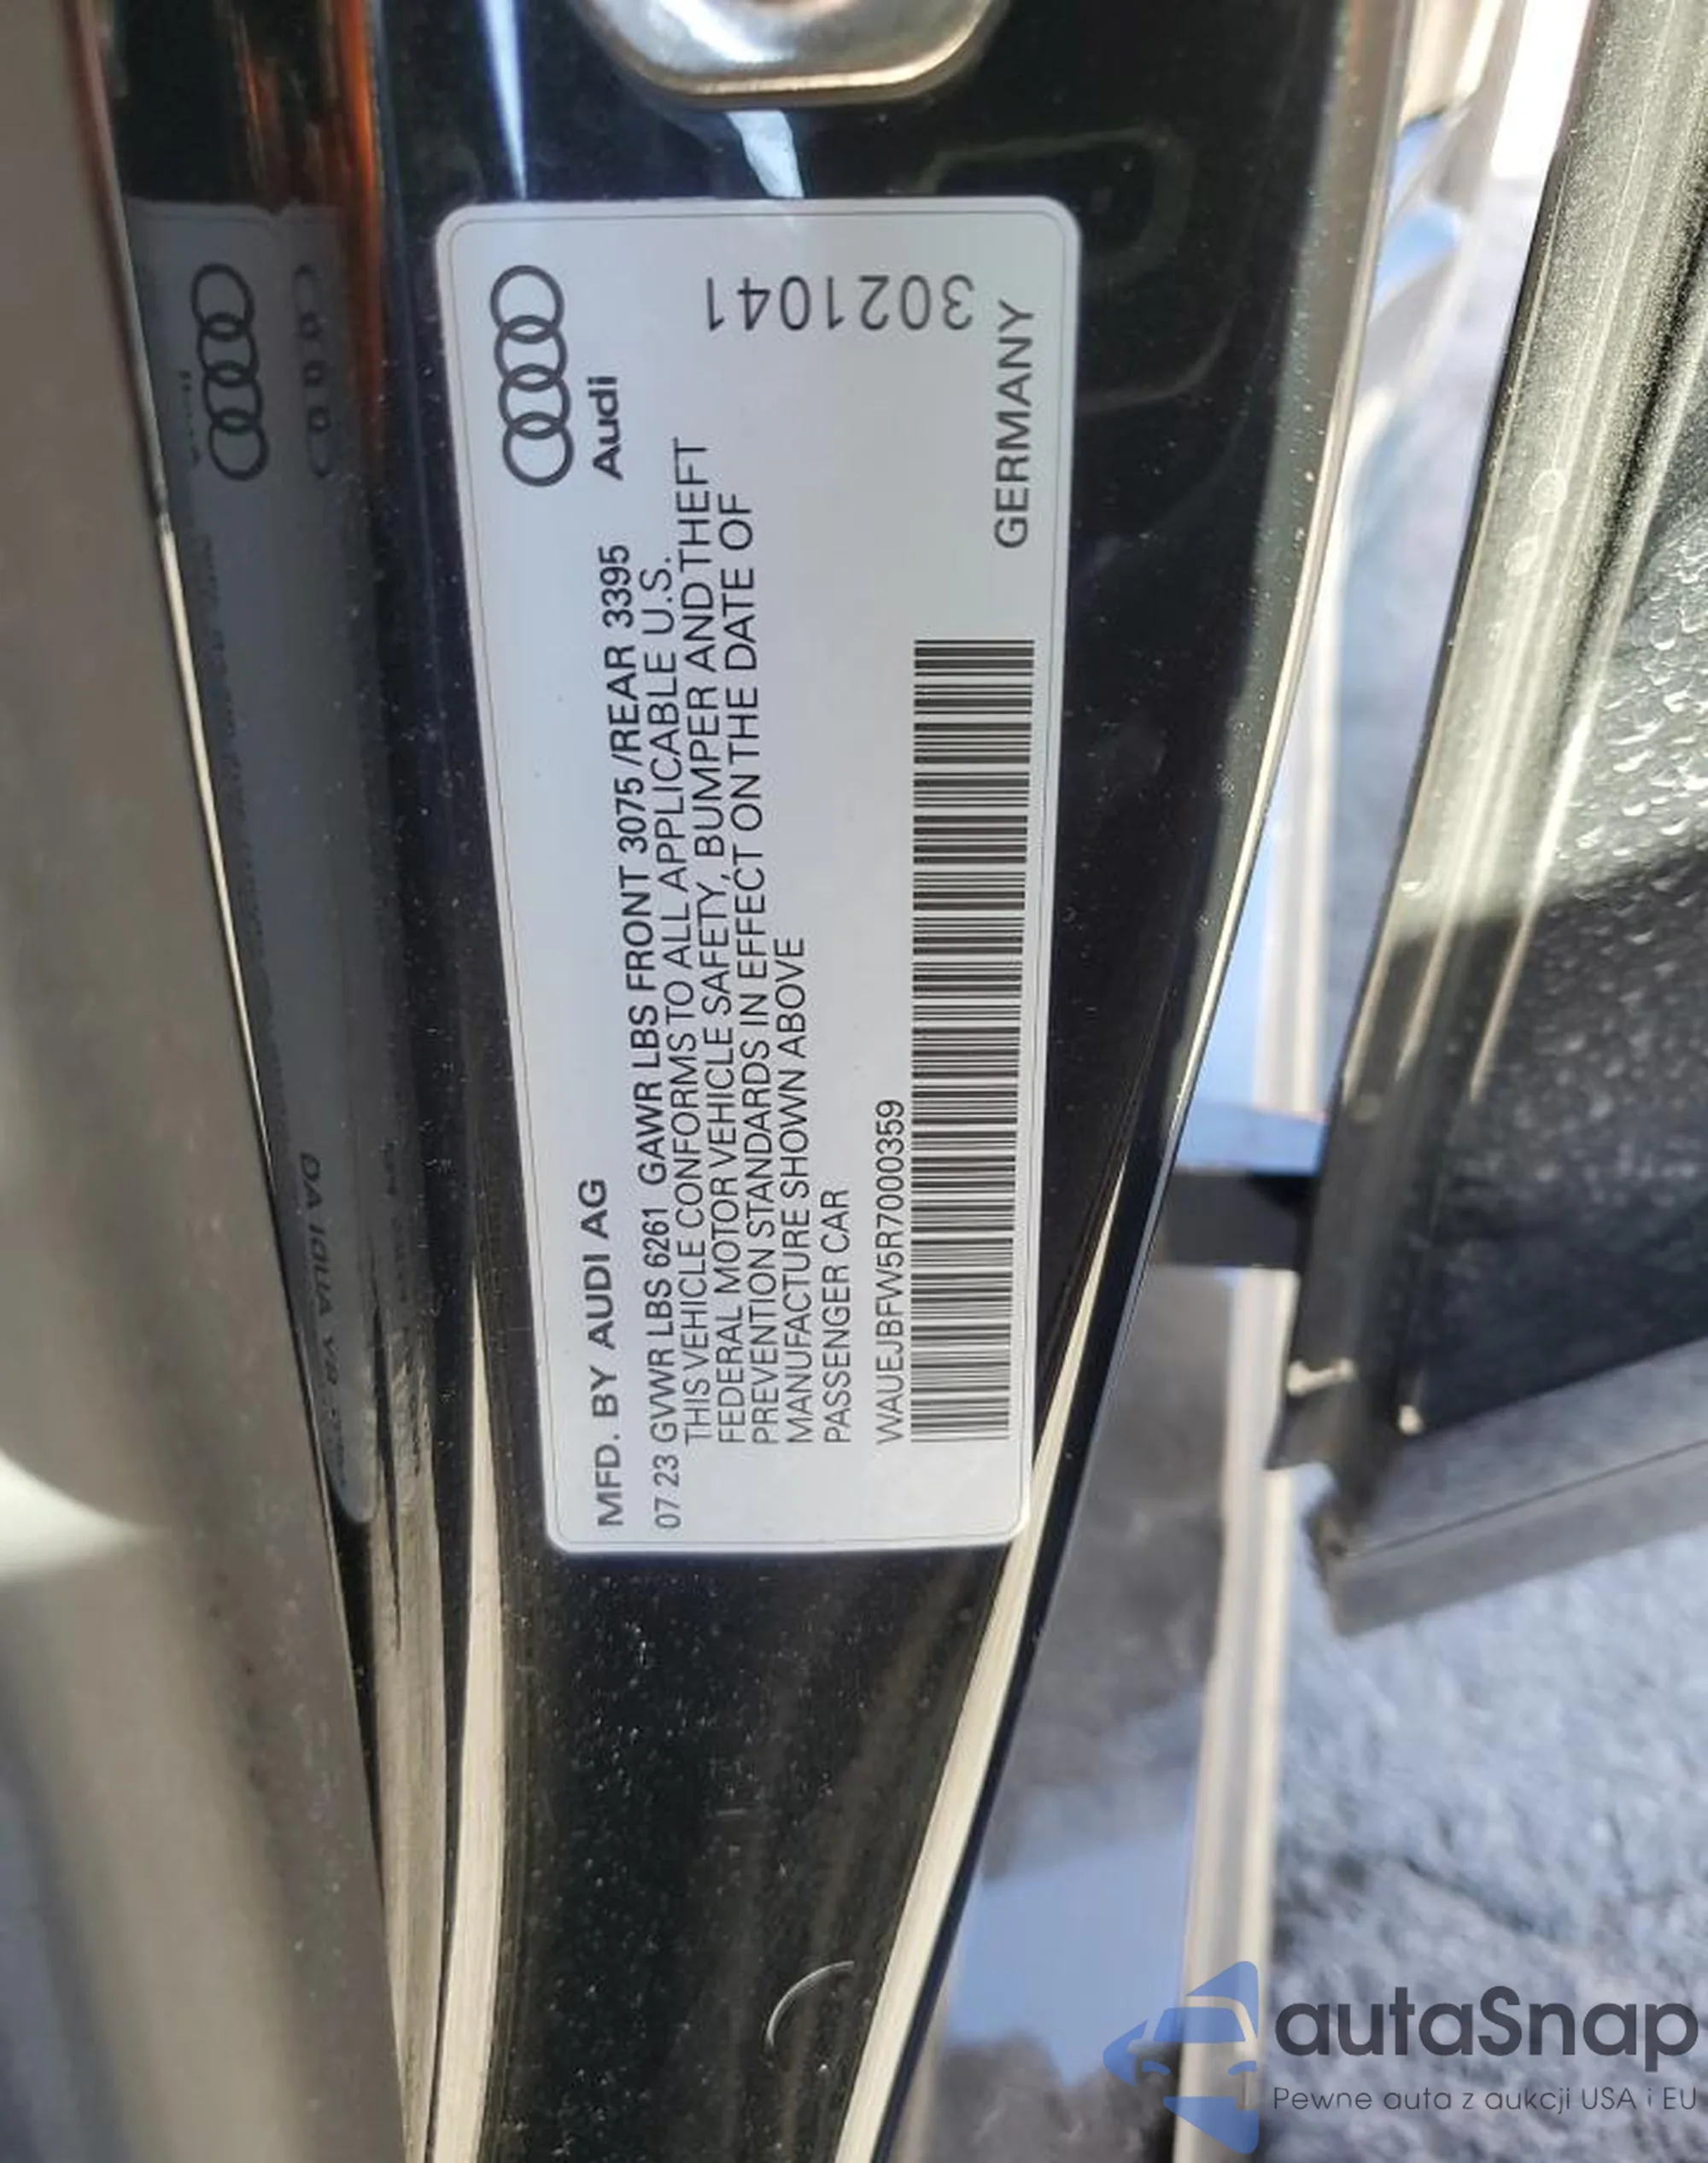 MFD. BY AUDI AG
Audi
07 23 GVWR LBS 6261 GAWR LBS FRONT 3075 /REAR 3395
THIS VEHICLE CONFORMS TO ALL APPLICABLE U.S.
FEDERAL MOTOR VEHICLE SAFETY, BUMPER AND THEFT
PREVENTION STANDARDS IN EFFECT ON THE DATE OF
MANUFACTURE SHOWN ABOVE
PASSENGER CAR
3021041
WAUEJBFW5R7000359
GERMANY
autaSnap
Pewne auta z aukcji USA i EU